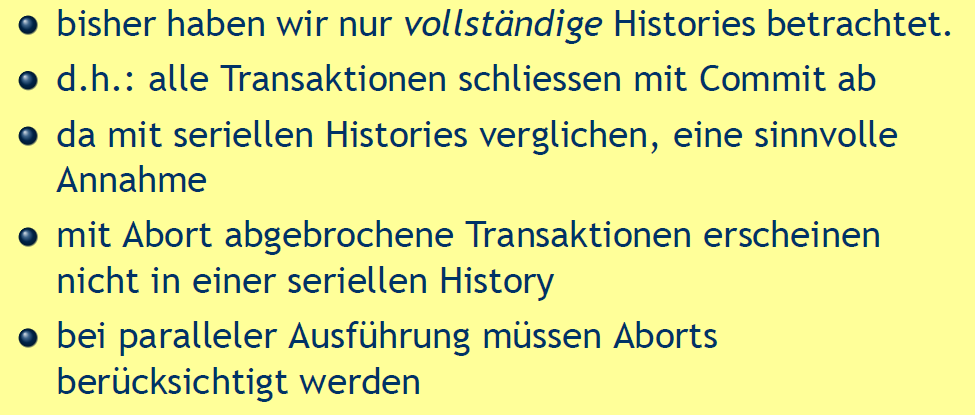 bisher haben wir nur vollständige Histories betrachtet.
d.h.: alle Transaktionen schliessen mit Commit ab
da mit seriellen Histories verglichen, eine sinnvolle
Annahme
mit Abort abgebrochene Transaktionen erscheinen
nicht in einer seriellen History
bei paralleler Ausführung müssen Aborts
berücksichtigt werden